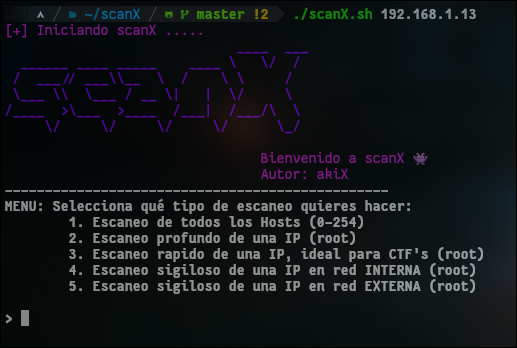 ~/scanX master !2 ./scanX.sh 192.168.1.13
[+] Iniciando scanX .....
scanX
Bienvenido a scanX
Autor: akiX
------------------------------------------------
MENU: Selecciona qué tipo de escaneo quieres hacer:
1. Escaneo de todos los Hosts (0-254)
2. Escaneo profundo de una IP (root)
3. Escaneo rapido de una IP, ideal para CTF's (root)
4. Escaneo sigiloso de una IP en red INTERNA (root)
5. Escaneo sigiloso de una IP en red EXTERNA (root)
>